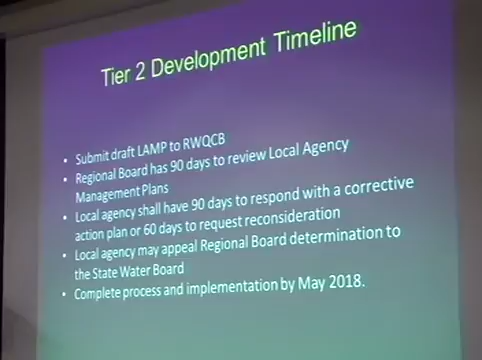 Tier 2 Development Timeline
• Submit draft LAMP to RWQCB
• Regional Board has 90 days to review Local Agency
Management Plans
• Local agency shall have 90 days to respond with a corrective
action plan or 60 days to request reconsideration
• Local agency may appeal Regional Board determination to
the State Water Board
• Complete process and implementation by May 2018.